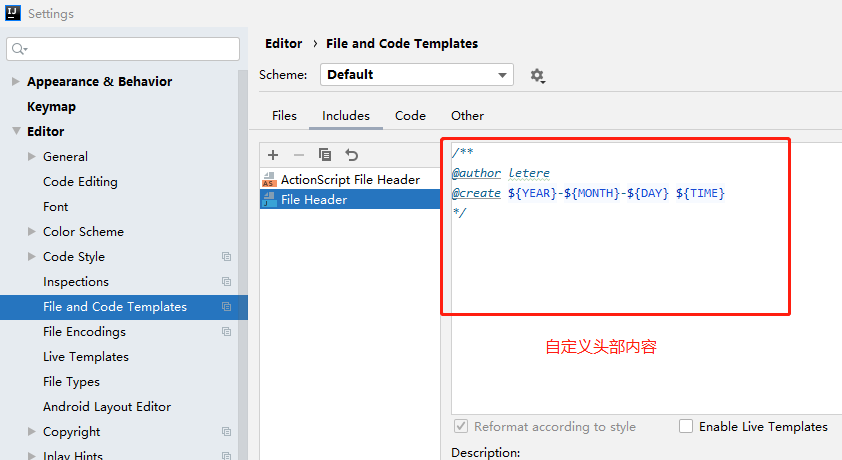 IJ
Settings
Appearance & Behavior
Keymap
Editor
General
Code Editing
Font
Color Scheme
Code Style
Inspections
File and Code Templates
File Encodings
Live Templates
File Types
Android Layout Editor
Copyright
Inlay Hints
Editor › File and Code Templates
Scheme: Default
Files Includes Code Other
AS ActionScript File Header
J File Header
/**
@author letere
@create ${YEAR}-${MONTH}-${DAY} ${TIME}
*/
自定义头部内容
Reformat according to style Enable Live Templates
Description: